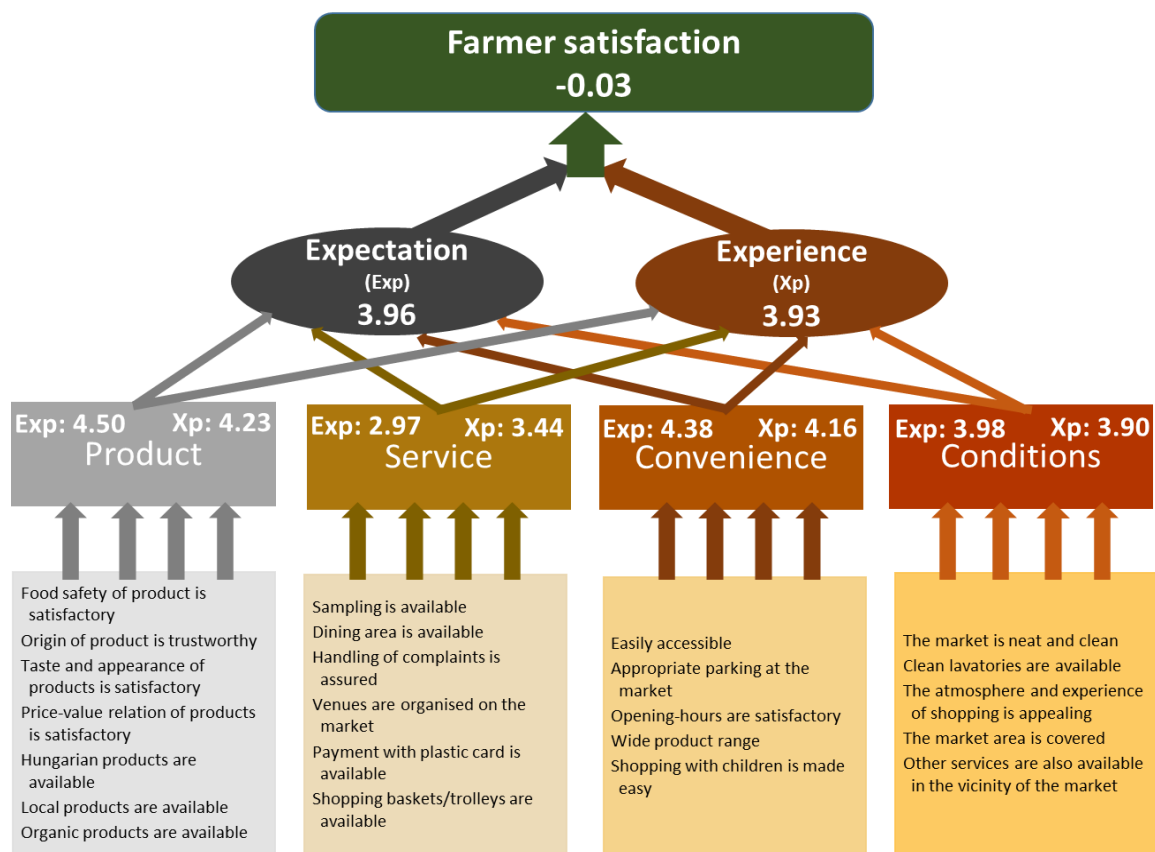 Farmer satisfaction
-0.03
Expectation
(Exp)
3.96
Experience
(Xp)
3.93
Exp: 4.50 Xp: 4.23
Product
Exp: 2.97 Xp: 3.44
Service
Exp: 4.38 Xp: 4.16
Convenience
Exp: 3.98 Xp: 3.90
Conditions
Food safety of product is
satisfactory
Origin of product is trustworthy
Taste and appearance of
products is satisfactory
Price-value relation of products
is satisfactory
Hungarian products are
available
Local products are available
Organic products are available
Sampling is available
Dining area is available
Handling of complaints is
assured
Venues are organised on the
market
Payment with plastic card is
available
Shopping baskets/trolleys are
available
Easily accessible
Appropriate parking at the
market
Opening-hours are satisfactory
Wide product range
Shopping with children is made
easy
The market is neat and clean
Clean lavatories are available
The atmosphere and experience
of shopping is appealing
The market area is covered
Other services are also available
in the vicinity of the market